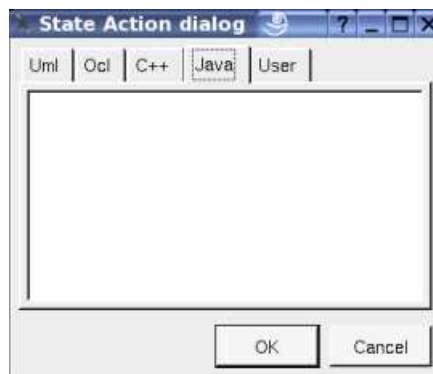 State Action dialog ?
Uml Ocl C++ Java User
OK Cancel